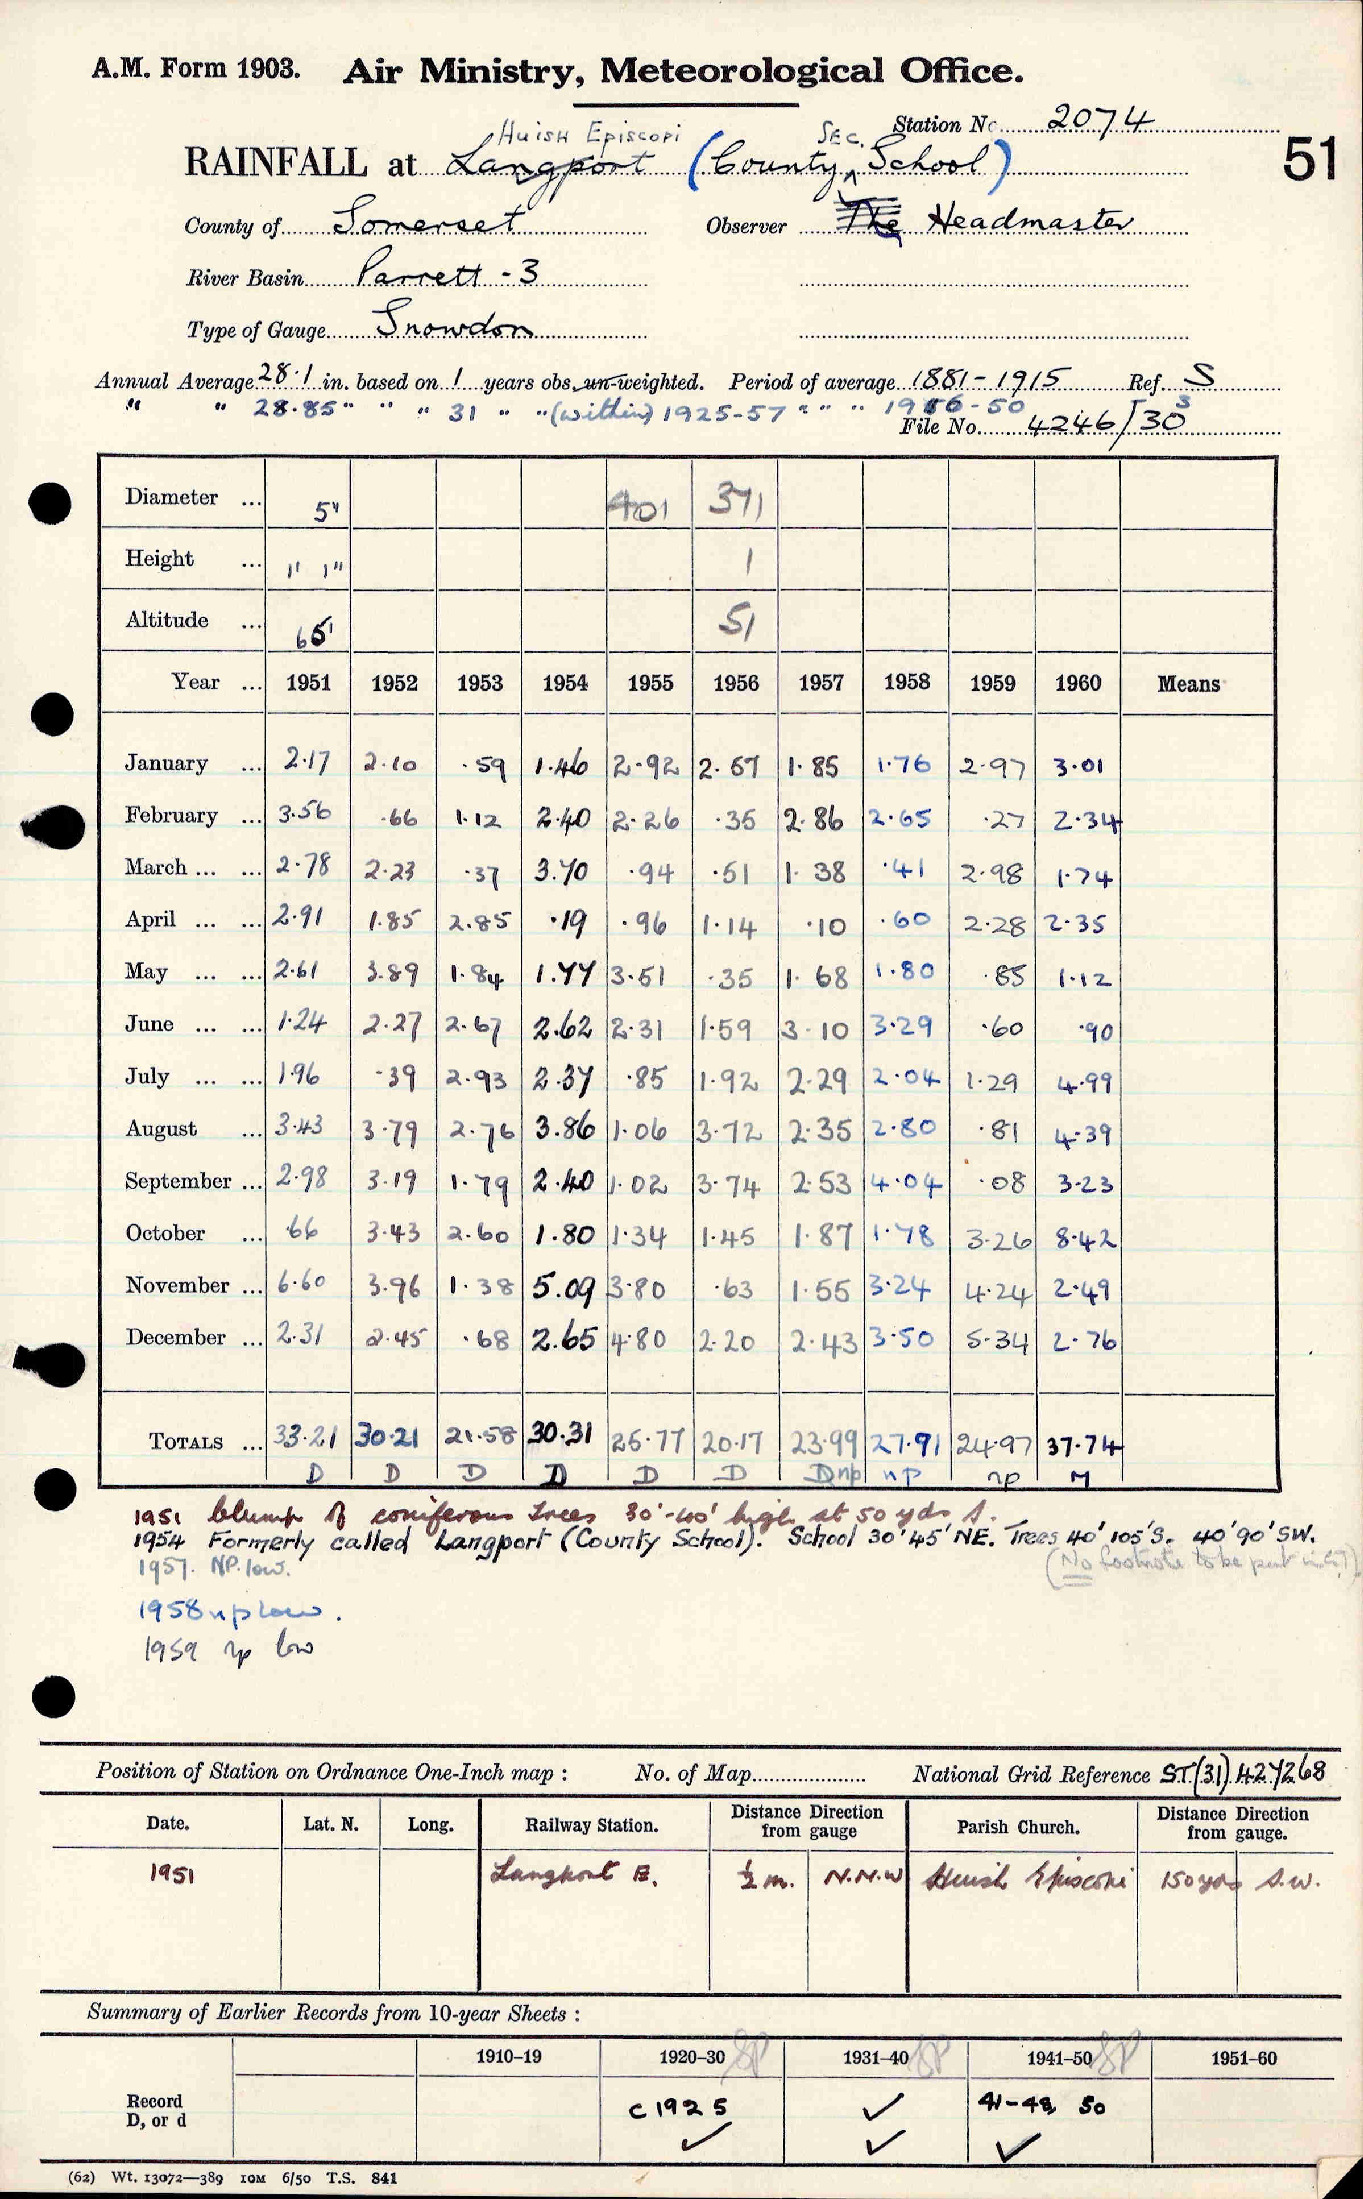 A.M. Form 1903. Air Ministry, Meteorological Office.
Station No. 2074
51
Huish Episcopi SEC.
RAINFALL at Langport (County School)
County of Somerset Observer The Headmaster
River Basin Parrett - 3
Type of Gauge Snowdon
Annual Average 28.1 in. based on 1 years obs. un-weighted. Period of average 1881-1915 Ref. S
" " 28.85 " " " 31 " " (within) 1925-57 " " " 1916-50
File No. 4246/30
Diameter ... 5" 401 371
Height ... 1' 1" 1
Altitude ... 65' 51
Year ... 1951 1952 1953 1954 1955 1956 1957 1958 1959 1960 Means
January ... 2.17 2.10 .59 1.46 2.92 2.57 1.85 1.76 2.97 3.01
February ... 3.56 .66 1.12 2.40 2.26 .35 2.86 2.65 .27 2.34
March ... ... 2.78 2.23 .37 3.70 .94 .51 1.38 .41 2.98 1.74
April ... ... 2.91 1.85 2.85 .19 .96 1.14 .10 .60 2.28 2.35
May ... ... 2.61 3.89 1.84 1.77 3.51 .35 1.68 1.80 .85 1.12
June ... ... 1.24 2.27 2.67 2.62 2.31 1.59 3.10 3.29 .60 .90
July ... ... 1.96 .39 2.93 2.37 .85 1.92 2.29 2.04 1.29 4.99
August ... 3.43 3.79 2.76 3.86 1.06 3.72 2.35 2.80 .81 4.39
September ... 2.98 3.19 1.79 2.40 1.02 3.74 2.53 4.04 .08 3.23
October ... .66 3.43 2.60 1.80 1.34 1.45 1.87 1.78 3.26 8.42
November ... 6.60 3.96 1.38 5.09 3.80 .63 1.55 3.24 4.24 2.49
December ... 2.31 2.45 .68 2.65 4.80 2.20 2.43 3.50 5.34 2.76
TOTALS ... 33.21 30.21 21.58 30.31 25.77 20.17 23.99 27.91 24.97 37.74
D D D D D D D np np np M
1951 Clump of coniferous trees 30'-40' high at 50 yds S.
1954 Formerly called Langport (County School). School 30' 45' NE. Trees 40' 105' S. 40' 90' SW.
1957. NP. low. (No footnote to be put in
1958 np low.
1959 np low
Position of Station on Ordnance One-Inch map : No. of Map National Grid Reference ST(31) 427268
Date. Lat. N. Long. Railway Station. Distance Direction from gauge Parish Church. Distance Direction from gauge.
1951 Langport E. ½ m. N.N.W Huish Episcopi 150 yds S.W.
Summary of Earlier Records from 10-year Sheets :
1910–19 1920–30 SP 1931–40 SP 1941–50 SP 1951–60
Record D, or d c 1925 ✓ 41-48, 50
✓ ✓ ✓
(62) Wt. 13072—389 10M 6/50 T.S. 841